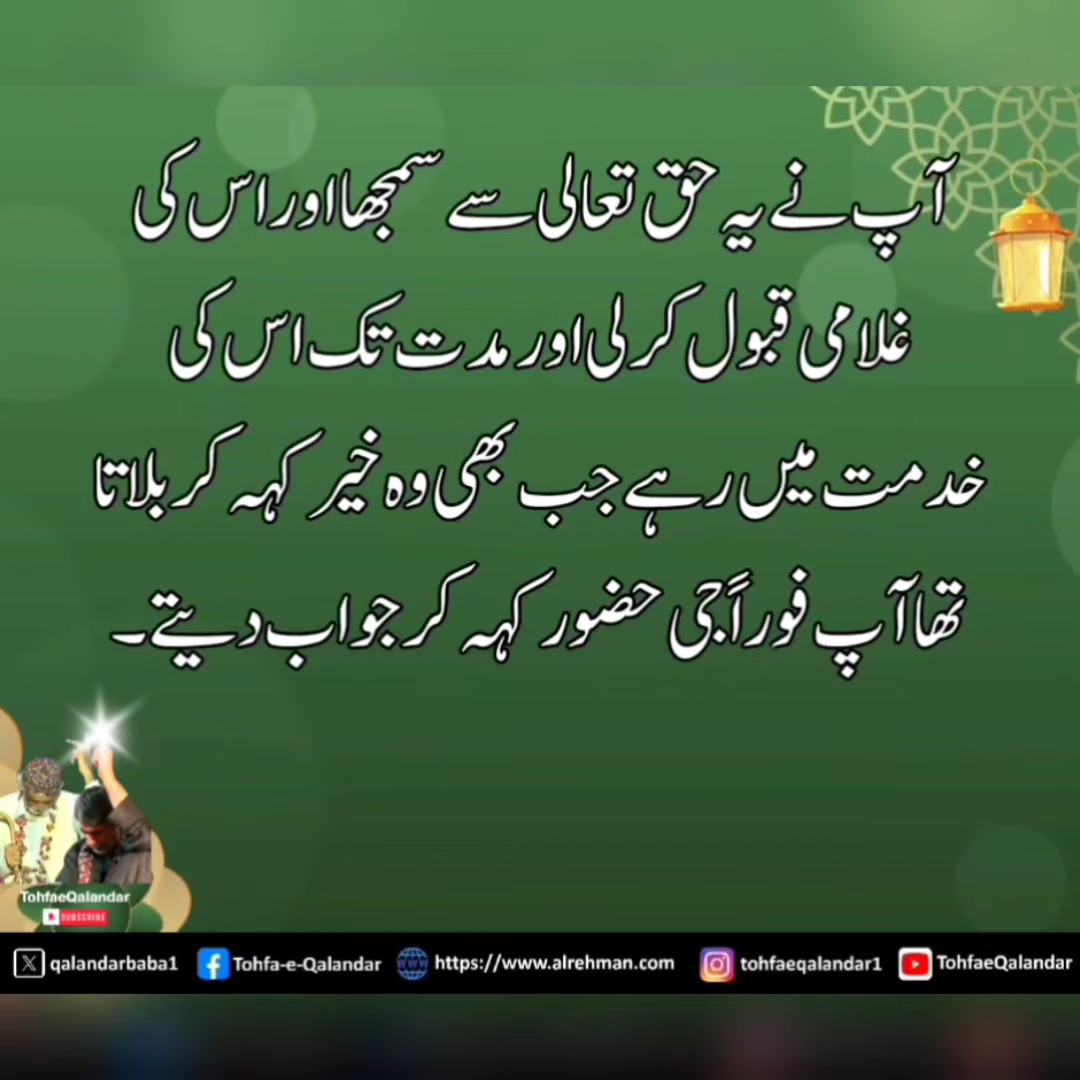 آپ نے یہ حق تعالی سے سمجھا اور اس کی
غلامی قبول کر لی اور مدت تک اس کی
خدمت میں رہے جب بھی وہ خیر کہہ کر بلاتا
تھا آپ فوراً جی حضور کہہ کر جواب دیتے۔
TohfaeQalandar
SUBSCRIBE
qalandarbaba1 Tohfa-e-Qalandar https://www.alrehman.com tohfaeqalandar1 TohfaeQalandar